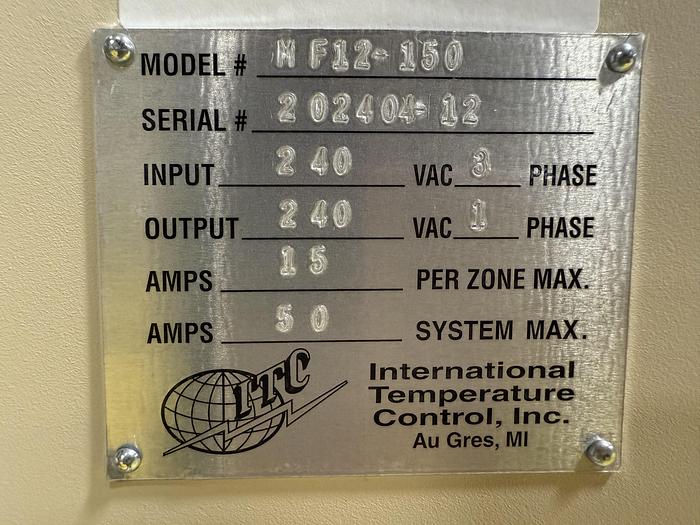 MODEL # MF12-150
SERIAL # 202404-12
INPUT 240 VAC 3 PHASE
OUTPUT 240 VAC 1 PHASE
AMPS 15 PER ZONE MAX.
AMPS 50 SYSTEM MAX.
ITC
International
Temperature
Control, Inc.
Au Gres, MI